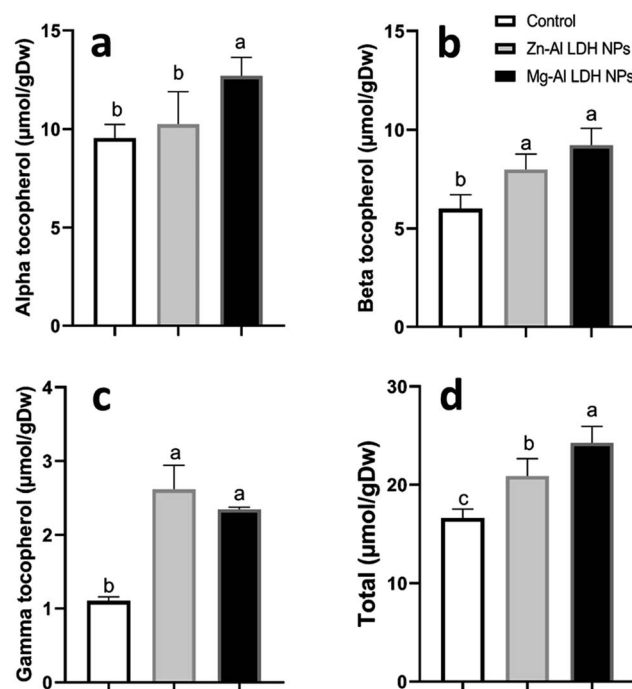 a
Alpha tocopherol (µmol/gDw)
15
10
5
0
b
b
a
b
Control
Zn-Al LDH NPs
Mg-Al LDH NPs
Beta tocopherol (µmol/gDw)
15
10
5
0
b
a
a
c
Gamma tocopherol (µmol/gDw)
4
3
2
1
0
b
a
a
d
Total (µmol/gDw)
30
20
10
0
c
b
a